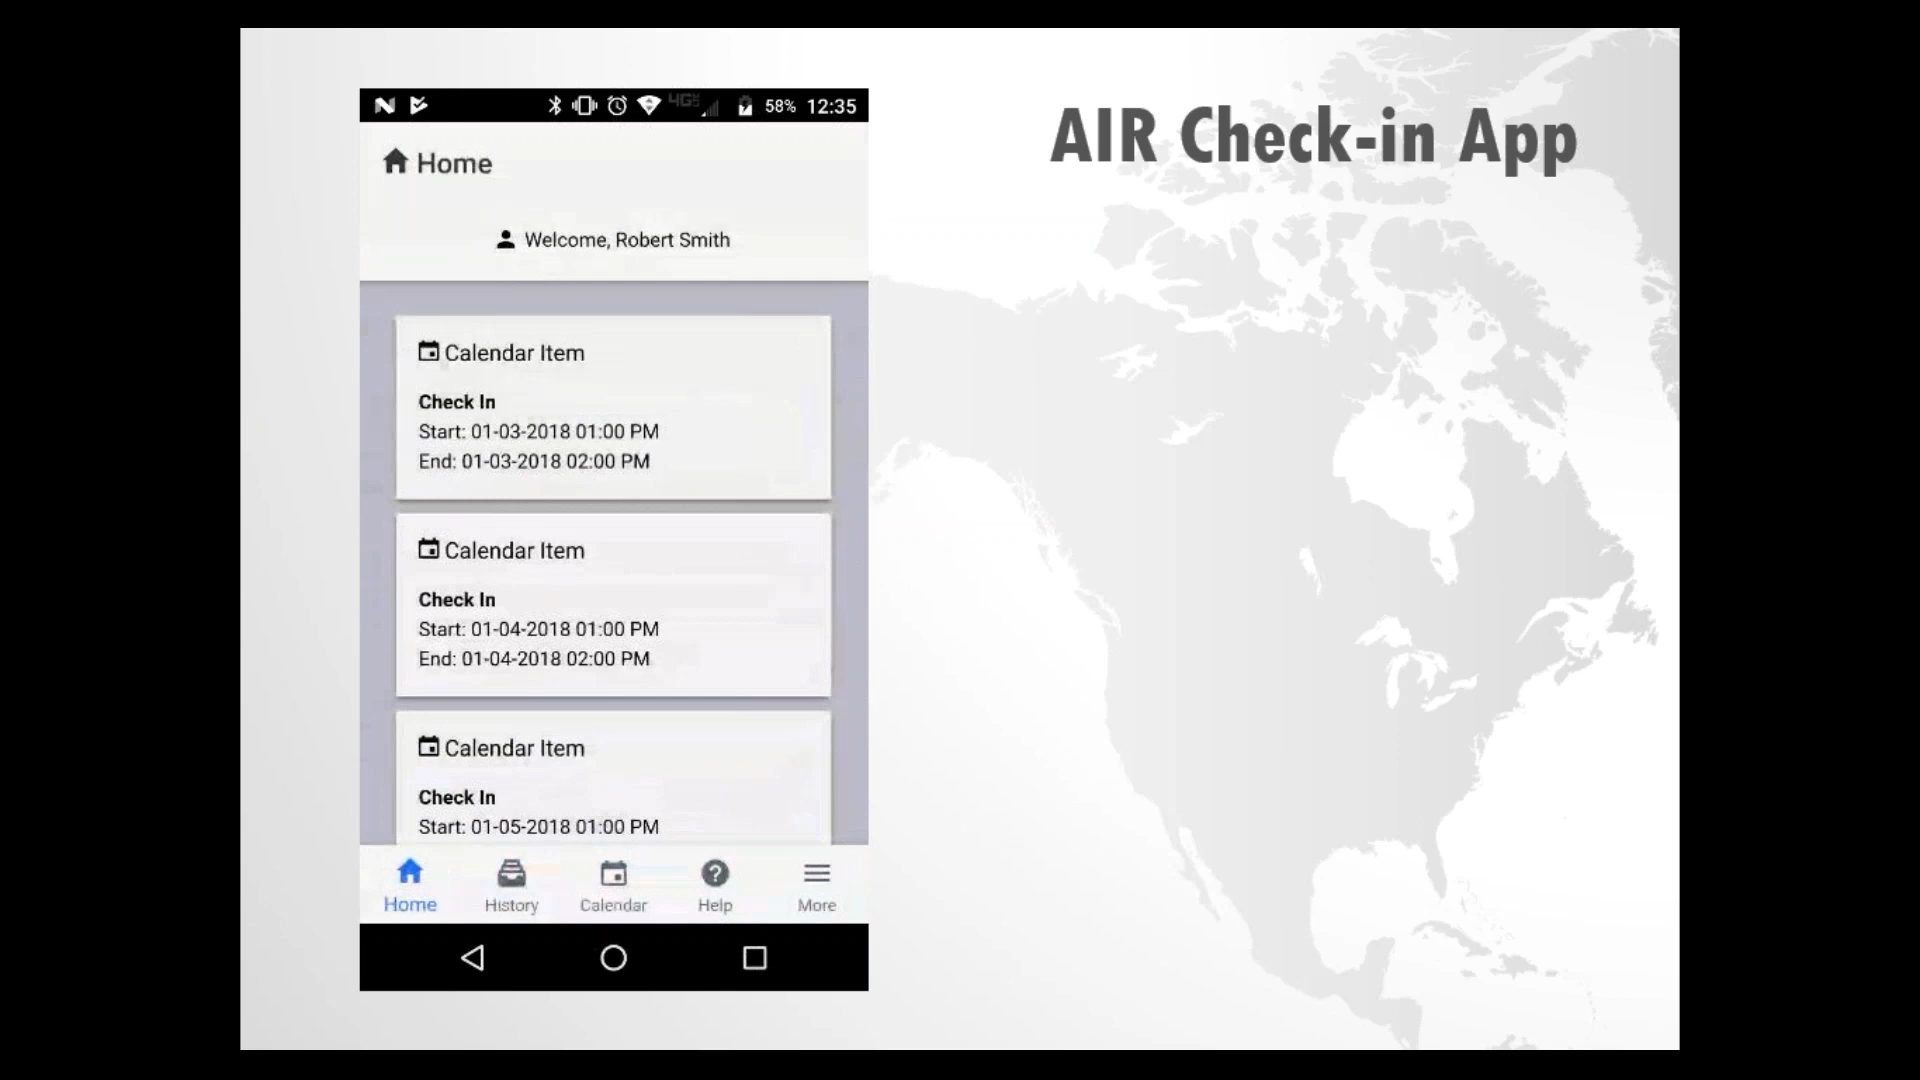 58% 12:35
AIR Check-in App
Home
Welcome, Robert Smith
Calendar Item
Check In
Start: 01-03-2018 01:00 PM
End: 01-03-2018 02:00 PM
Calendar Item
Check In
Start: 01-04-2018 01:00 PM
End: 01-04-2018 02:00 PM
Calendar Item
Check In
Start: 01-05-2018 01:00 PM
Home History Calendar Help More